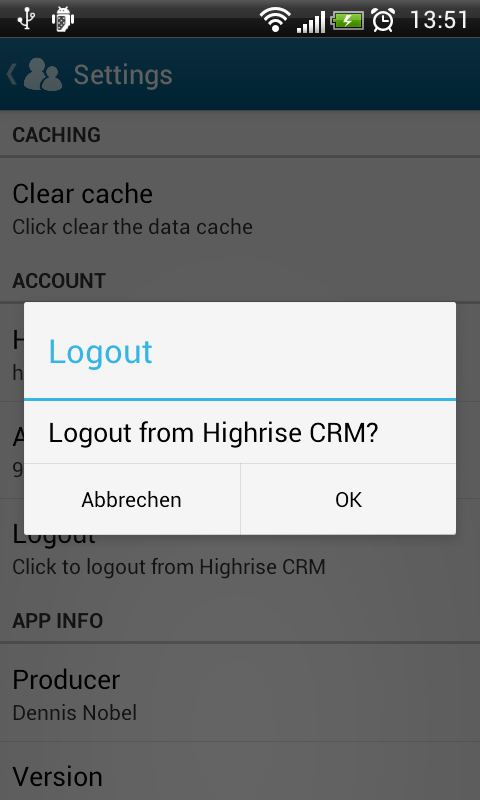 13:51
Settings
CACHING
Clear cache
Click clear the data cache
ACCOUNT
Logout
Logout from Highrise CRM?
Abbrechen
OK
Logout
Click to logout from Highrise CRM
APP INFO
Producer
Dennis Nobel
Version